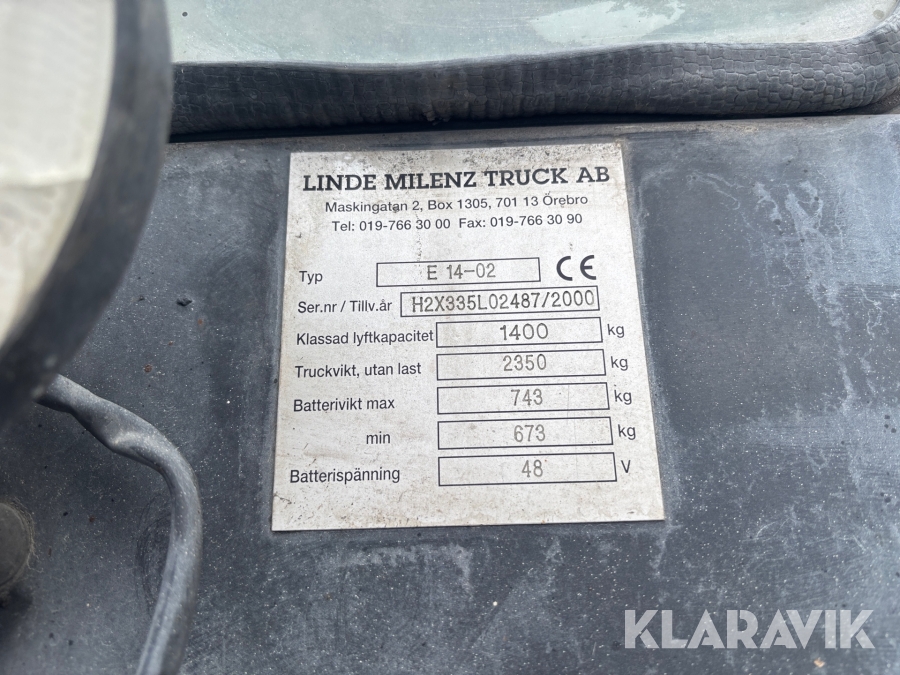 LINDE MILENZ TRUCK AB
Maskingatan 2, Box 1305, 701 13 Örebro
Tel: 019-766 30 00 Fax: 019-766 30 90
Typ E 14-02 CE
Ser.nr / Tillv.år H2X335L02487/2000
Klassad lyftkapacitet 1400 kg
Truckvikt, utan last 2350 kg
Batterivikt max 743 kg
min 673 kg
Batterispänning 48 V
KLARAVIK